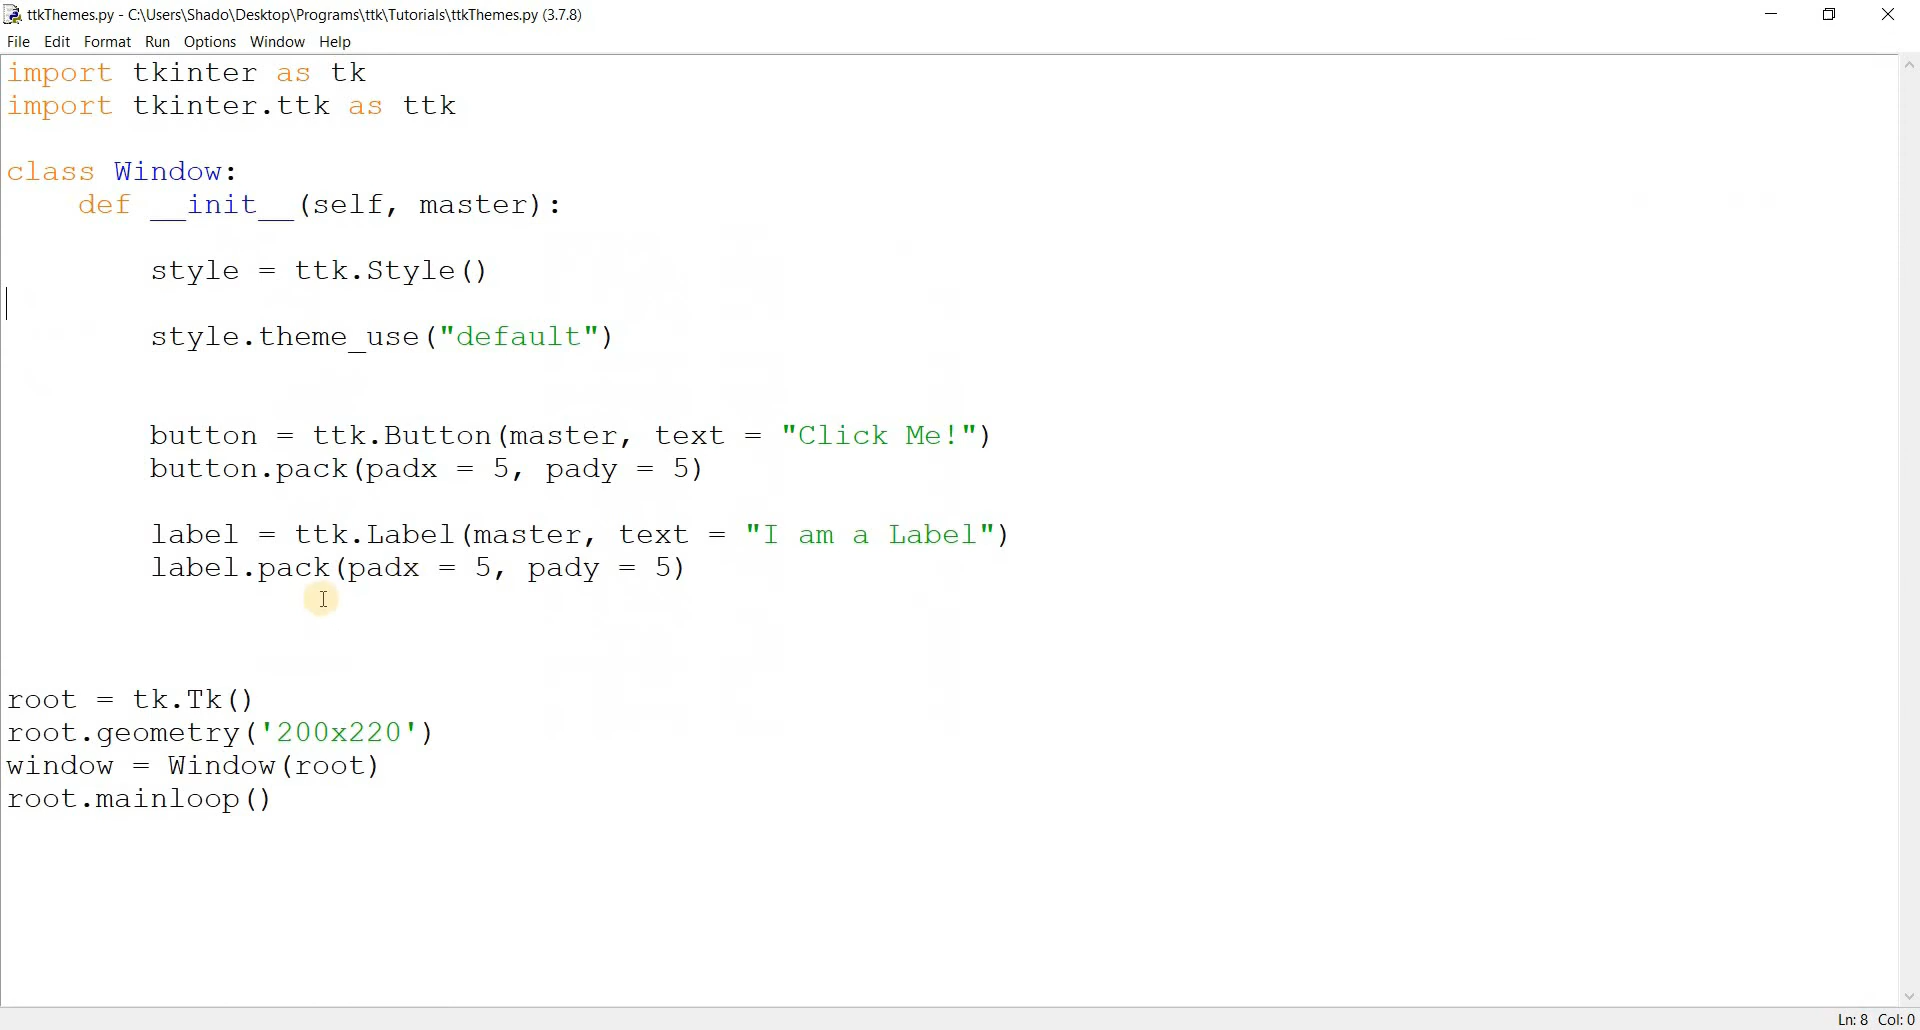 ttkThemes.py - C:\Users\Shado\Desktop\Programs\ttk\Tutorials\ttkThemes.py (3.7.8)
File Edit Format Run Options Window Help
import tkinter as tk
import tkinter.ttk as ttk
class Window:
    def __init__(self, master):
        style = ttk.Style()
        style.theme_use("default")
        button = ttk.Button(master, text = "Click Me!")
        button.pack(padx = 5, pady = 5)
        label = ttk.Label(master, text = "I am a Label")
        label.pack(padx = 5, pady = 5)
root = tk.Tk()
root.geometry('200x220')
window = Window(root)
root.mainloop()
Ln: 8 Col: 0